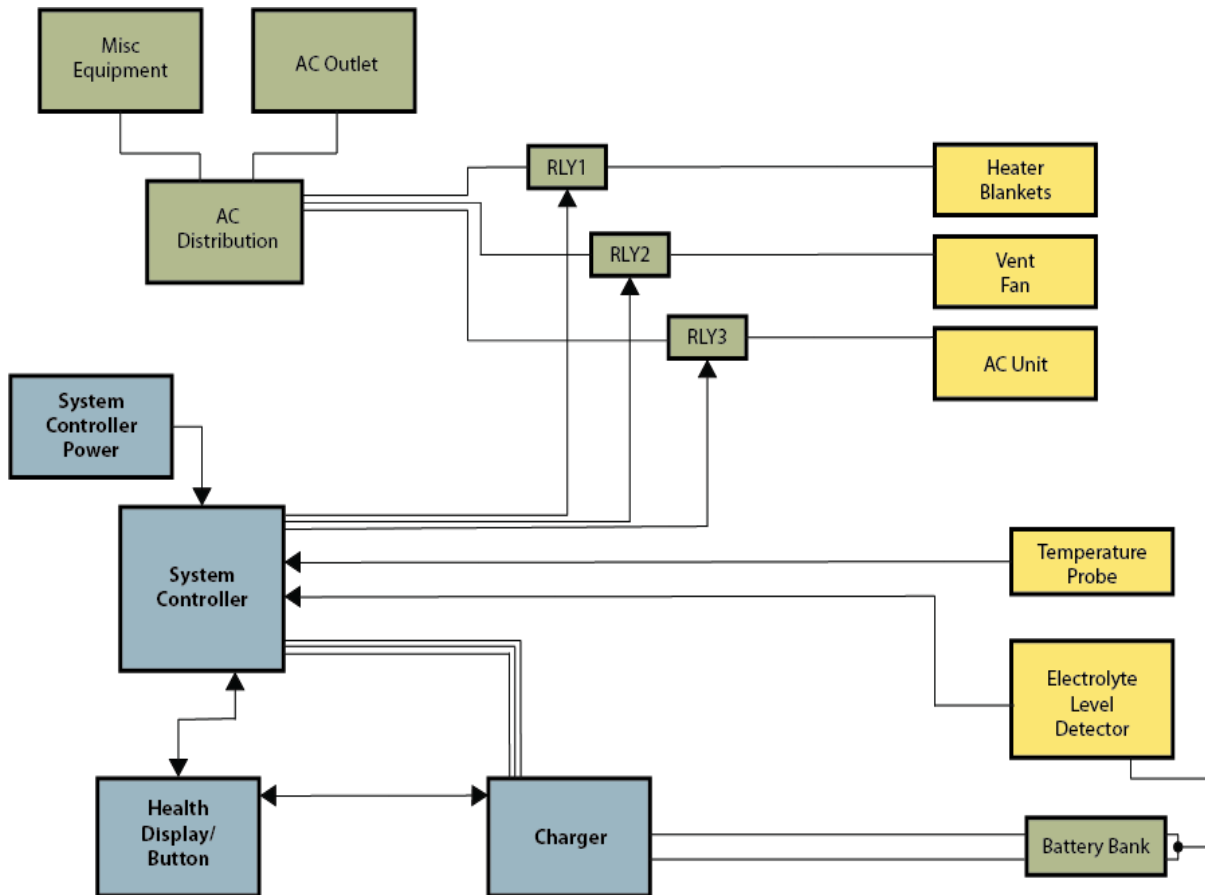 Misc
Equipment
AC Outlet
RLY1
Heater
Blankets
AC
Distribution
RLY2
Vent
Fan
RLY3
AC Unit
System
Controller
Power
System
Controller
Temperature
Probe
Electrolyte
Level
Detector
Health
Display/
Button
Charger
Battery Bank